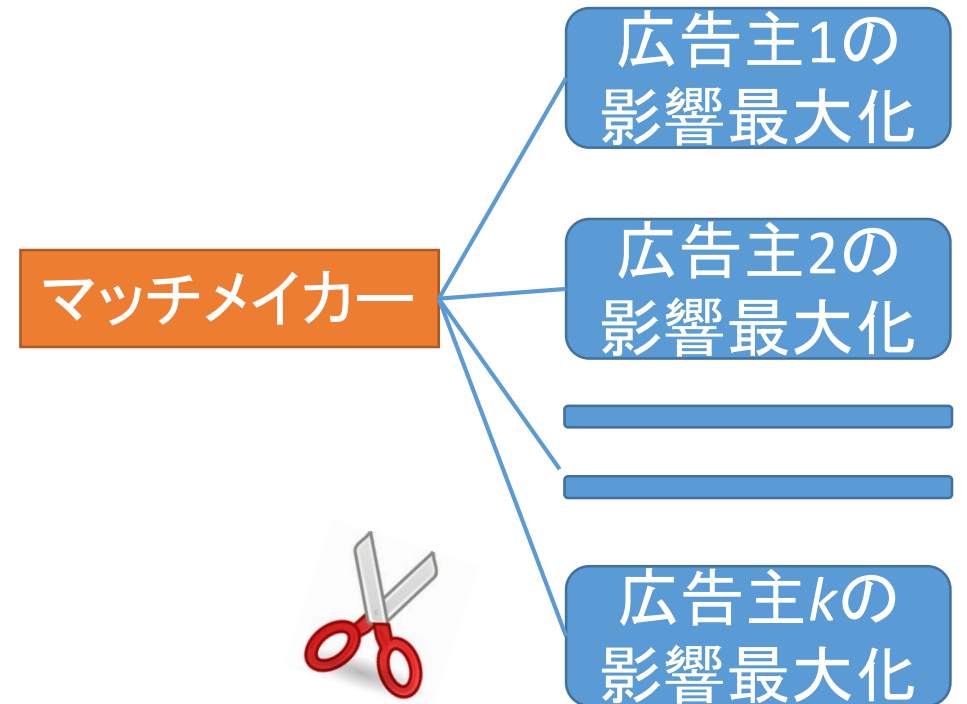 広告主1の
影響最大化
マッチメイカー
広告主2の
影響最大化
広告主kの
影響最大化